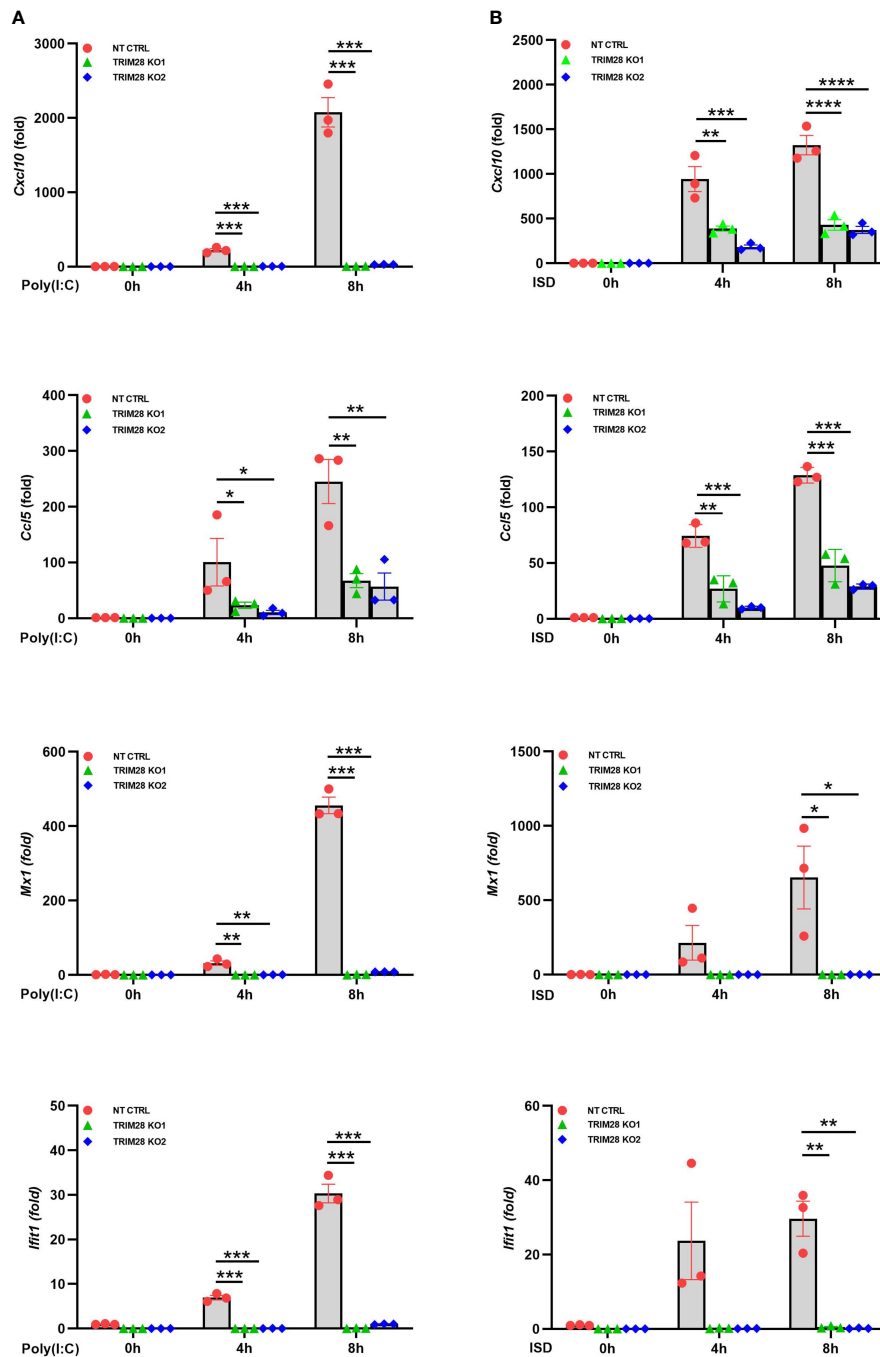 A
3000
2000
1000
0
Cxcl10 (fold)
NT CTRL
TRIM28 KO1
TRIM28 KO2
***
***
***
***
Poly(I:C)
0h
4h
8h
B
2500
2000
1500
1000
500
0
Cxcl10 (fold)
NT CTRL
TRIM28 KO1
TRIM28 KO2
***
**
****
****
ISD
0h
4h
8h
400
300
200
100
0
Ccl5 (fold)
NT CTRL
TRIM28 KO1
TRIM28 KO2
*
*
**
**
Poly(I:C)
0h
4h
8h
200
150
100
50
0
Ccl5 (fold)
NT CTRL
TRIM28 KO1
TRIM28 KO2
***
**
***
***
ISD
0h
4h
8h
600
400
200
0
Mx1 (fold)
NT CTRL
TRIM28 KO1
TRIM28 KO2
**
**
***
***
Poly(I:C)
0h
4h
8h
1500
1000
500
0
Mx1 (fold)
NT CTRL
TRIM28 KO1
TRIM28 KO2
*
*
ISD
0h
4h
8h
50
40
30
20
10
0
Ifit1 (fold)
NT CTRL
TRIM28 KO1
TRIM28 KO2
***
***
***
***
Poly(I:C)
0h
4h
8h
60
40
20
0
Ifit1 (fold)
NT CTRL
TRIM28 KO1
TRIM28 KO2
**
**
ISD
0h
4h
8h